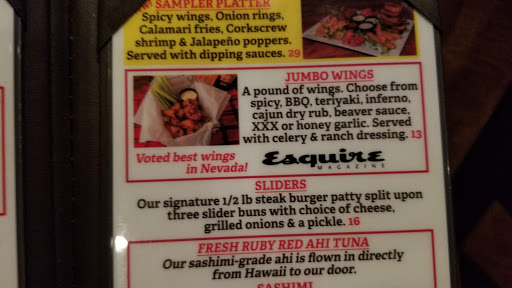 SAMPLER PLATTER
Spicy wings, Onion rings,
Calamari fries, Corkscrew
shrimp & Jalapeño poppers.
Served with dipping sauces. 29
JUMBO WINGS
A pound of wings. Choose from
spicy, BBQ, teriyaki, inferno,
cajun dry rub, beaver sauce,
XXX or honey garlic. Served
with celery & ranch dressing. 13
Voted best wings
in Nevada!
Esquire
MAGAZINE
SLIDERS
Our signature 1/2 lb steak burger patty split upon
three slider buns with choice of cheese,
grilled onions & a pickle. 16
FRESH RUBY RED AHI TUNA
Our sashimi-grade ahi is flown in directly
from Hawaii to our door.
SASHIMI